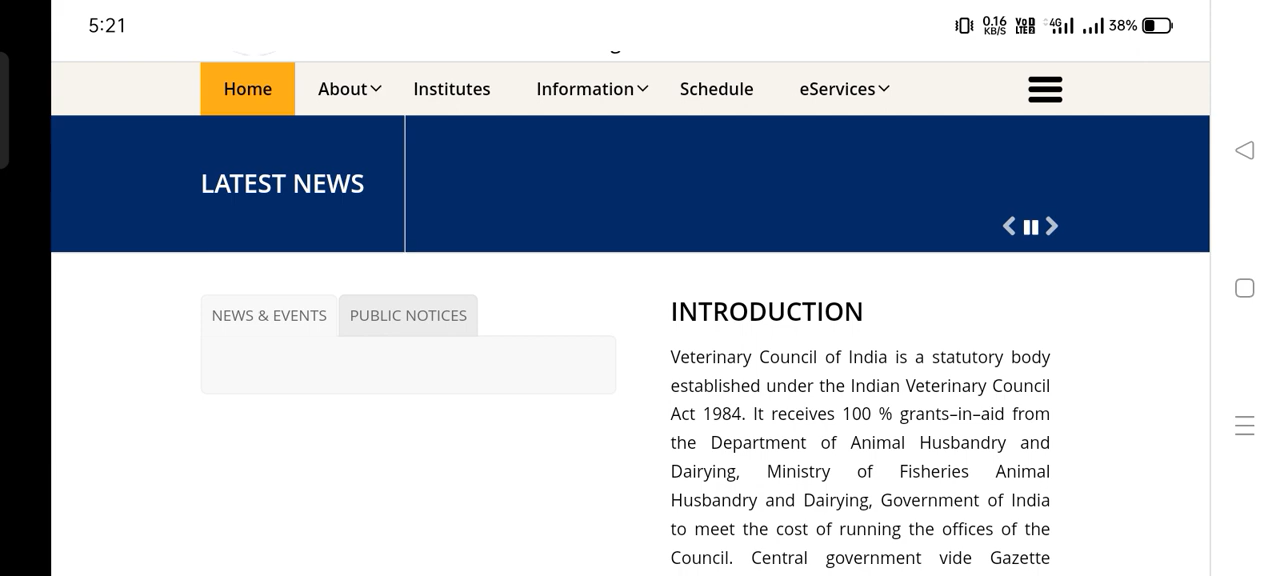 5:21
0.16 KB/S VoD LTE2 4G 38%
Home About Institutes Information Schedule eServices
LATEST NEWS
NEWS & EVENTS PUBLIC NOTICES
INTRODUCTION
Veterinary Council of India is a statutory body
established under the Indian Veterinary Council
Act 1984. It receives 100 % grants–in–aid from
the Department of Animal Husbandry and
Dairying, Ministry of Fisheries Animal
Husbandry and Dairying, Government of India
to meet the cost of running the offices of the
Council. Central government vide Gazette